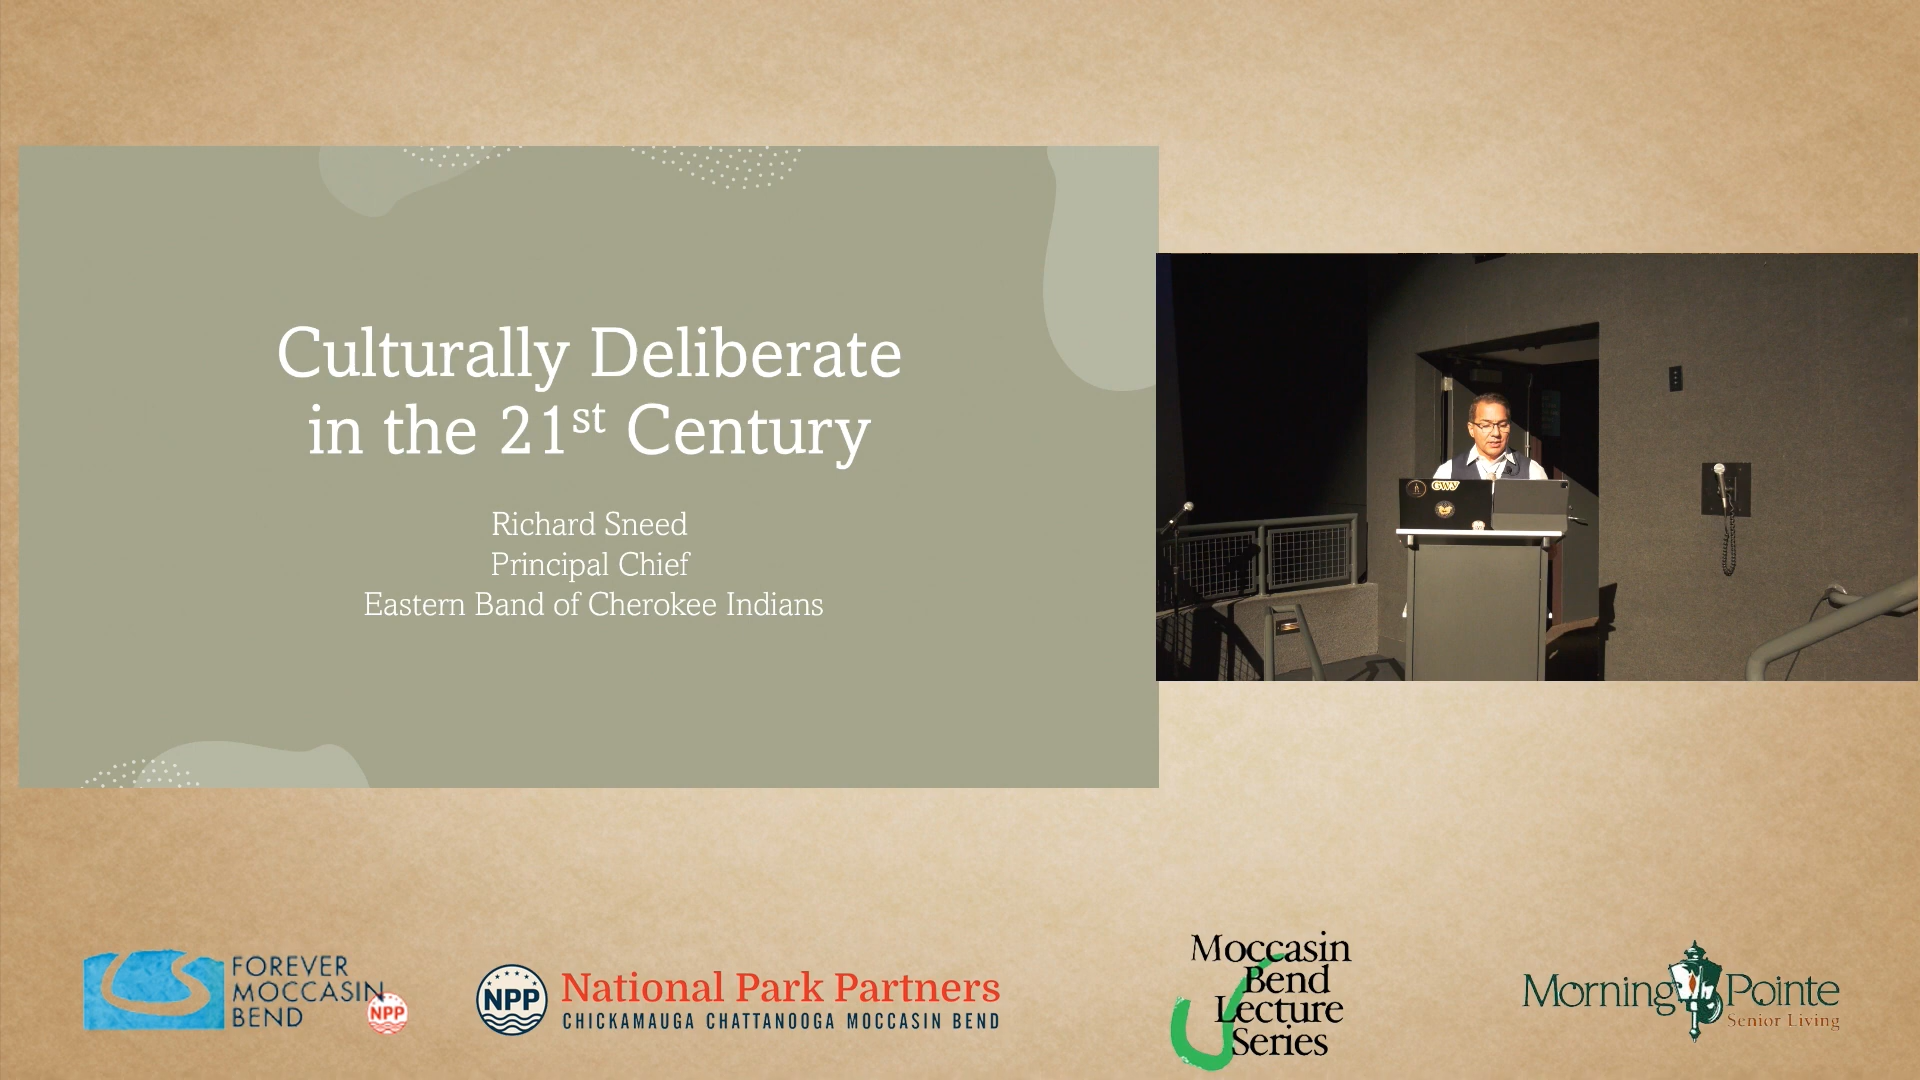 Culturally Deliberate
in the 21st Century
Richard Sneed
Principal Chief
Eastern Band of Cherokee Indians
GWY
FOREVER
MOCCASIN
BEND
NPP
NPP
National Park Partners
CHICKAMAUGA CHATTANOOGA MOCCASIN BEND
Moccasin
Bend
Lecture
Series
Morning Pointe
Senior Living